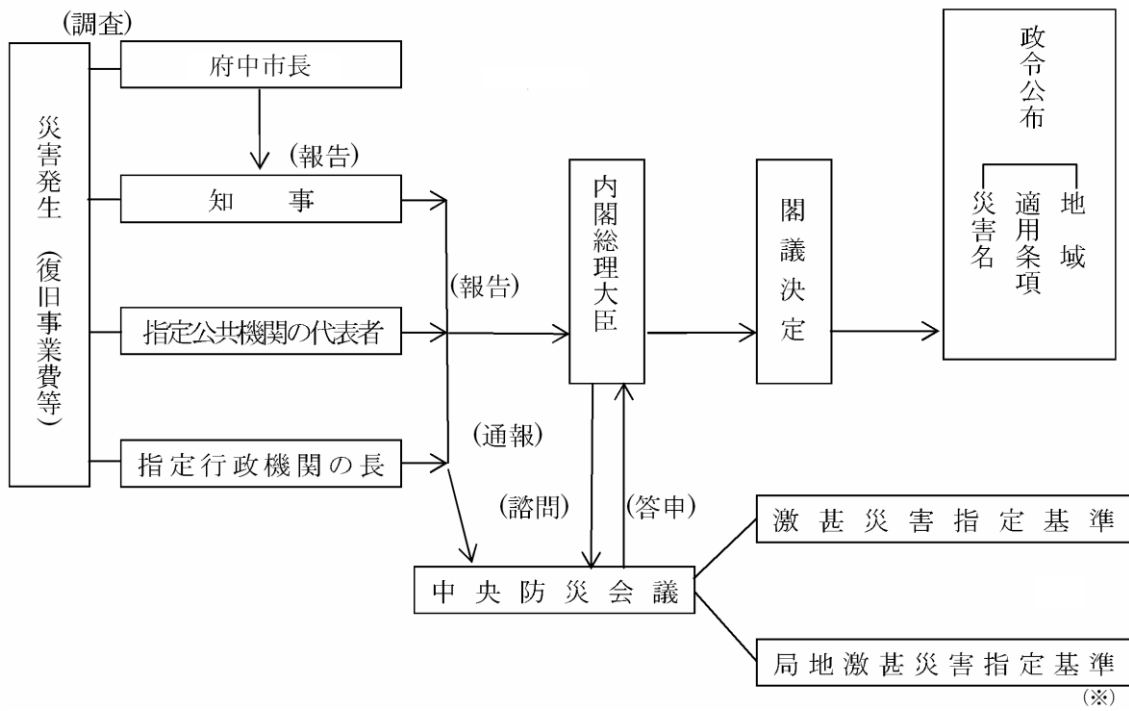 (調査)
災害発生 (復旧事業費等)
府中市長
(報告)
知 事
指定公共機関の代表者
指定行政機関の長
(報告)
(通報)
内閣総理大臣
(諮問)
(答申)
中央防災会議
閣議決定
政令公布
地 域
適用条項
災害名
激甚災害指定基準
局地激甚災害指定基準
(※)